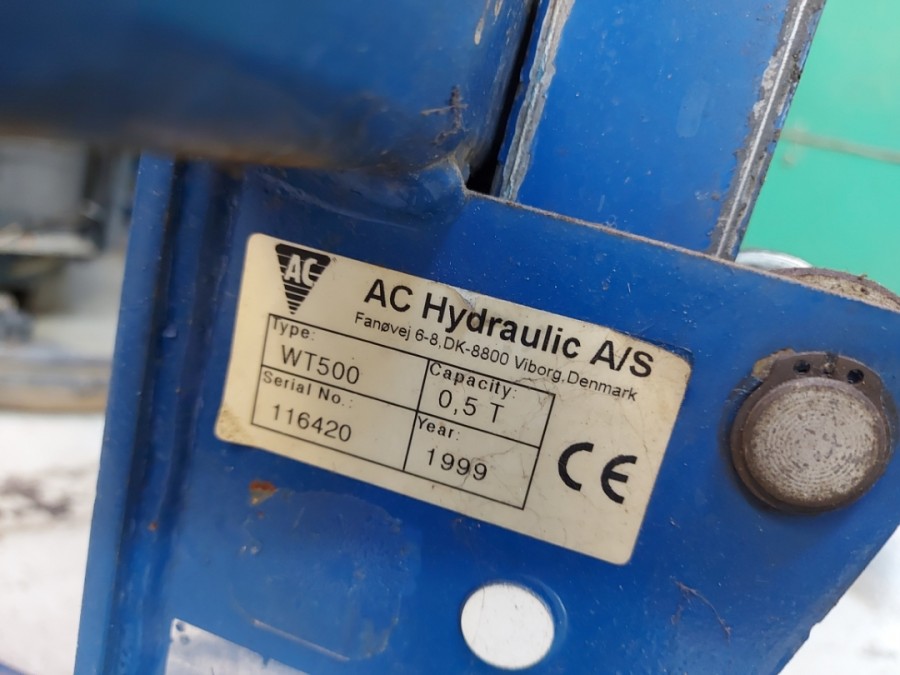 AC
AC Hydraulic A/S
Fanøvej 6-8,DK-8800 Viborg,Denmark
Type:
WT500
Capacity:
0,5 T
Serial No.:
116420
Year:
1999
CE